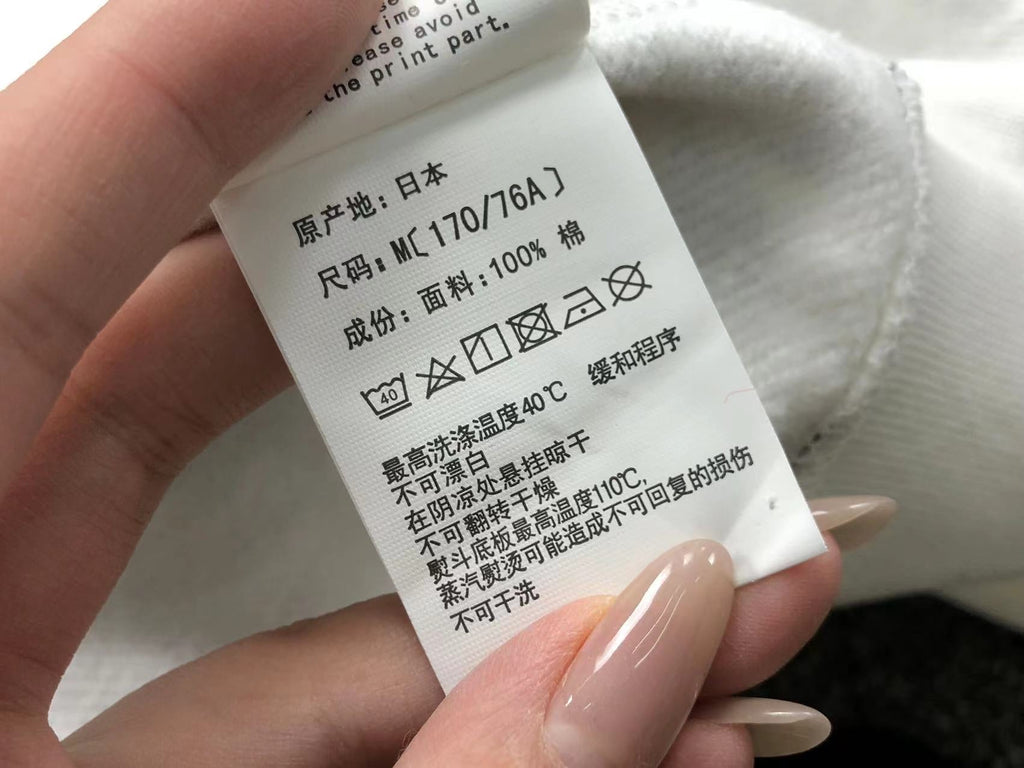 time
ease avoid
the print part.
原产地: 日本
尺码: M〔170/76A〕
成份: 面料:100% 棉
40
最高洗涤温度40℃ 缓和程序
不可漂白
在阴凉处悬挂晾干
不可翻转干燥
熨斗底板最高温度110℃,
蒸汽熨烫可能造成不可回复的损伤
不可干洗